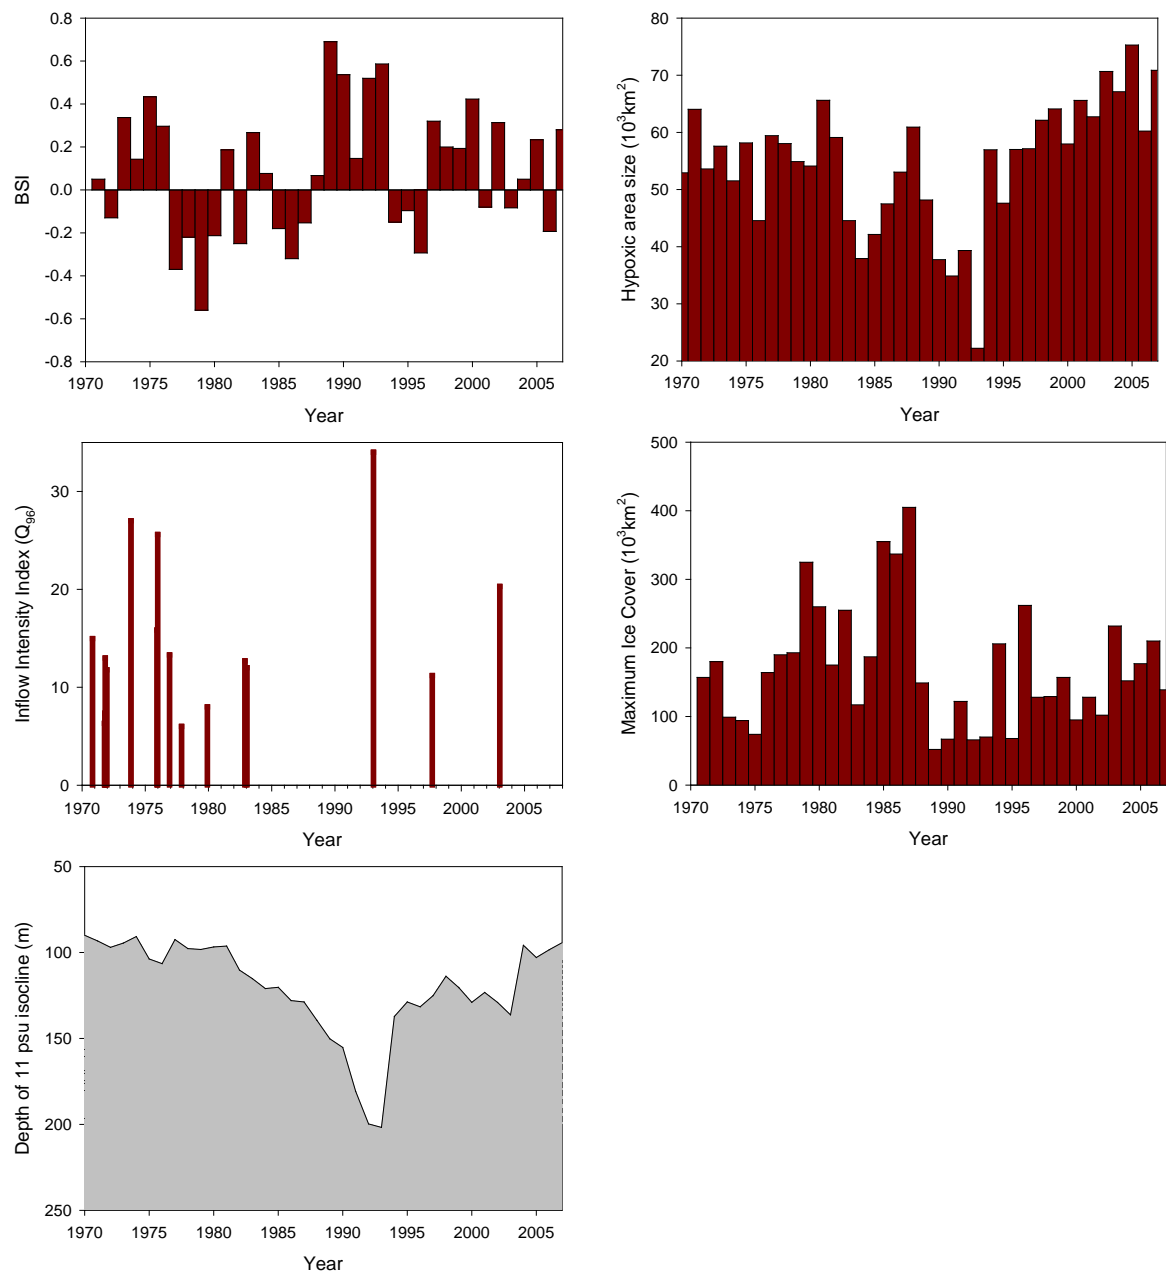 BSI
0.8
0.6
0.4
0.2
0.0
-0.2
-0.4
-0.6
-0.8
1970 1975 1980 1985 1990 1995 2000 2005
Year
Hypoxic area size (10³km²)
80
70
60
50
40
30
20
1970 1975 1980 1985 1990 1995 2000 2005
Year
Inflow Intensity Index (Q₉₆)
30
20
10
0
1970 1975 1980 1985 1990 1995 2000 2005
Year
Maximum Ice Cover (10³km²)
500
400
300
200
100
0
1970 1975 1980 1985 1990 1995 2000 2005
Year
Depth of 11 psu isocline (m)
50
100
150
200
250
1970 1975 1980 1985 1990 1995 2000 2005
Year